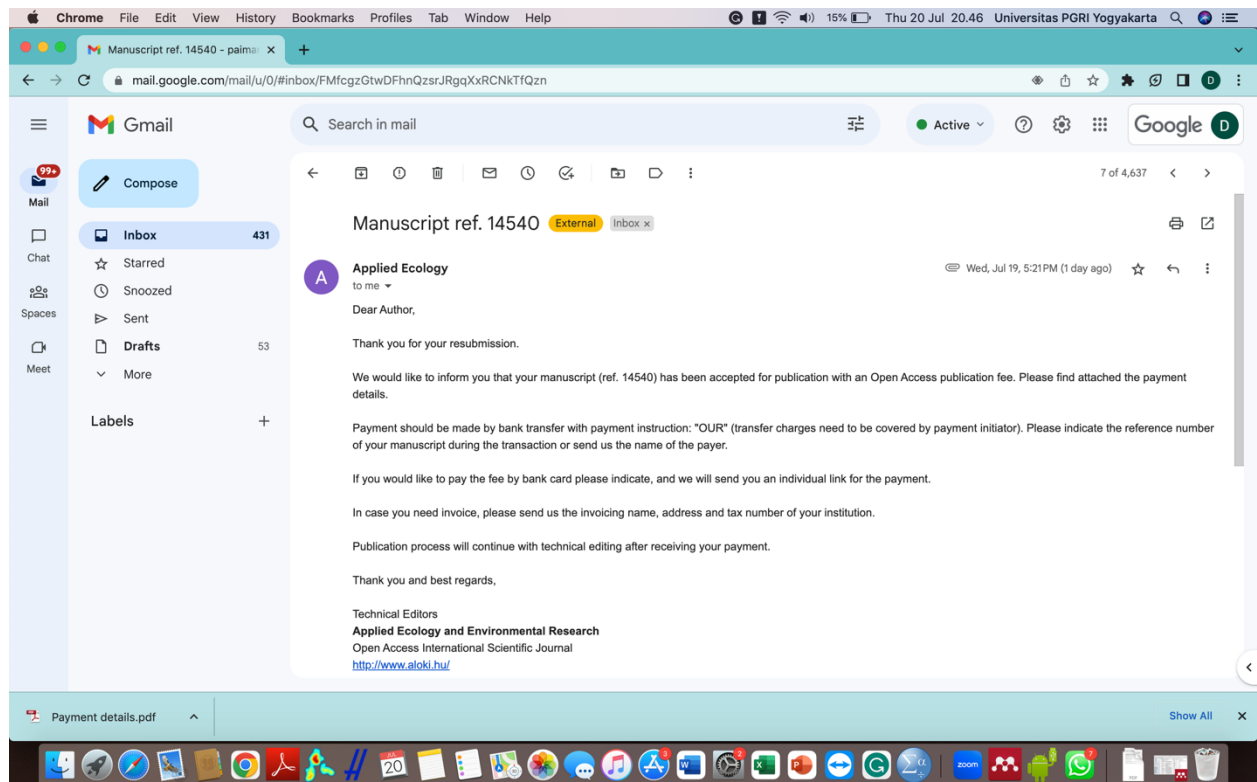 Chrome File Edit View History Bookmarks Profiles Tab Window Help 15% Thu 20 Jul 20.46 Universitas PGRI Yogyakarta
Manuscript ref. 14540 - paima
mail.google.com/mail/u/0/#inbox/FMfcgzGtwDFhnQzsrJRgqXxRCNkTfQzn D
Gmail Search in mail Active Google D
99+ Compose 7 of 4,637
Mail
Manuscript ref. 14540 External Inbox x
Inbox 431
Chat Starred A Applied Ecology Wed, Jul 19, 5:21 PM (1 day ago)
to me
Snoozed
Spaces Dear Author,
Sent
Drafts 53 Thank you for your resubmission.
Meet More We would like to inform you that your manuscript (ref. 14540) has been accepted for publication with an Open Access publication fee. Please find attached the payment
details.
Labels +
Payment should be made by bank transfer with payment instruction: "OUR" (transfer charges need to be covered by payment initiator). Please indicate the reference number
of your manuscript during the transaction or send us the name of the payer.
If you would like to pay the fee by bank card please indicate, and we will send you an individual link for the payment.
In case you need invoice, please send us the invoicing name, address and tax number of your institution.
Publication process will continue with technical editing after receiving your payment.
Thank you and best regards,
Technical Editors
Applied Ecology and Environmental Research
Open Access International Scientific Journal
http://www.aloki.hu/
Payment details.pdf Show All
JUL
20
zoom